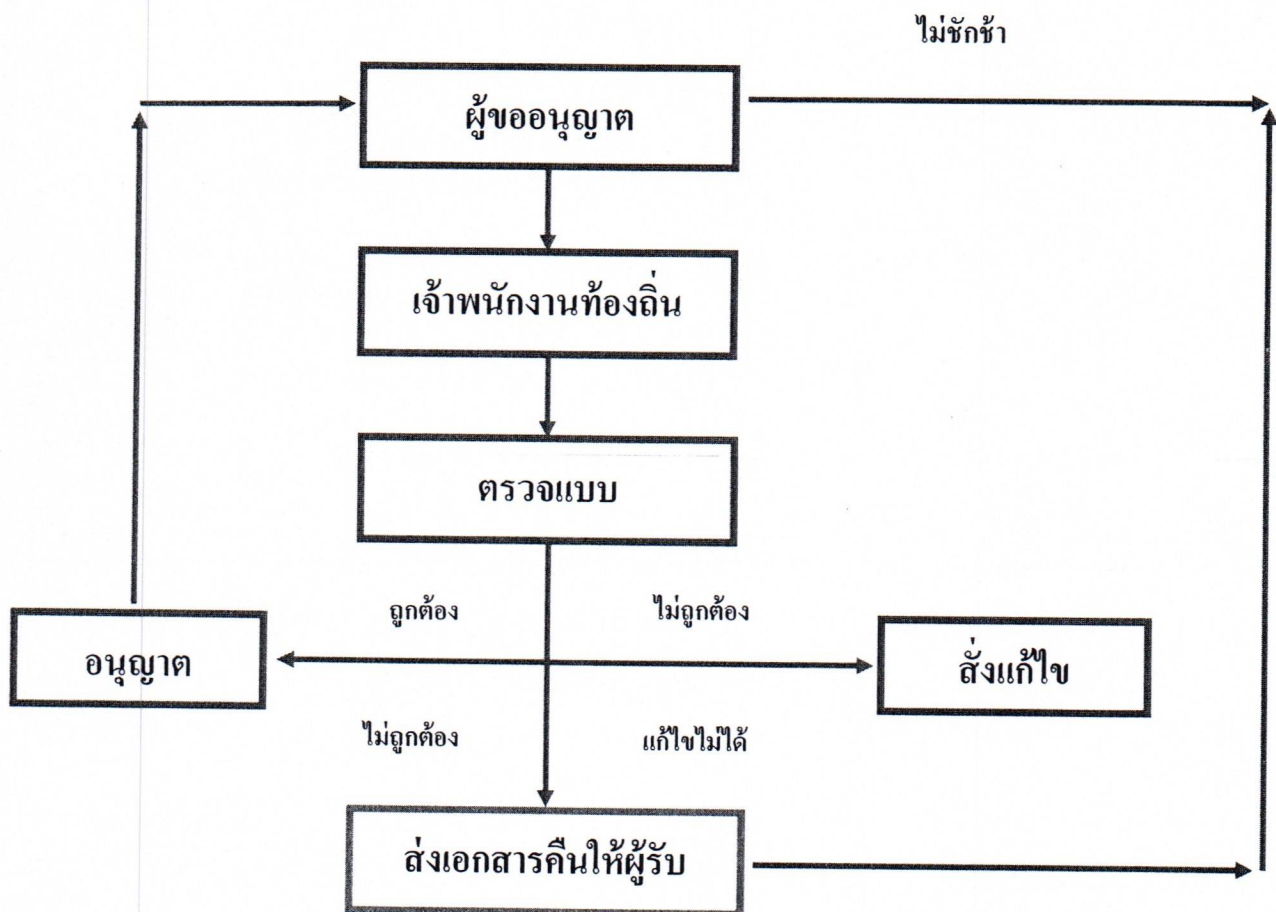 ไม่ชักช้า
ผู้ขออนุญาต
เจ้าพนักงานท้องถิ่น
ตรวจแบบ
ถูกต้อง
ไม่ถูกต้อง
อนุญาต
สั่งแก้ไข
ไม่ถูกต้อง
แก้ไขไม่ได้
ส่งเอกสารคืนให้ผู้รับ